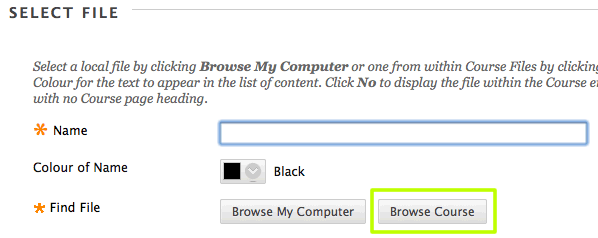 SELECT FILE
Select a local file by clicking Browse My Computer or one from within Course Files by clicking
Colour for the text to appear in the list of content. Click No to display the file within the Course
with no Course page heading.
* Name
Colour of Name
Black
* Find File
Browse My Computer
Browse Course